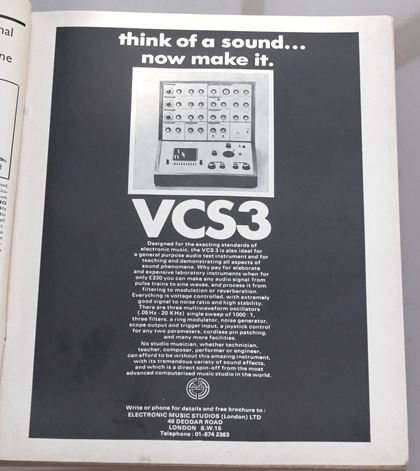 nal
ne
think of a sound...
now make it.
VCS3
Designed for the exacting standards of
electronic music, the VCS 3 is also ideal for
a general purpose audio test instrument and for
teaching and demonstrating all aspects of
sound phenomena. Why pay for elaborate
and expensive laboratory instruments when for
only £330 you can make any audio signal from
pulse trains to sine waves, and process it from
filtering to modulation or reverberation.
Everything is voltage controlled, with extremely
good signal to noise ratio and high stability.
There are three multiwaveform oscillators
(.05Hz - 20 KHz) single sweep of 1000:1,
three filters, a ring modulator, noise generator,
scope output and trigger input, a joystick control
for any two parameters, cordless pin patching,
and many more facilities.
No studio musician, whether technician,
teacher, composer, performer or engineer,
can afford to be without this amazing instrument,
with its tremendous variety of sound effects,
and which is a direct spin-off from the most
advanced computerised music studio in the world.
Write or phone for details and free brochure to:
ELECTRONIC MUSIC STUDIOS (London) LTD
49 DEODAR ROAD
LONDON S.W.15
Telephone: 01-874 2363